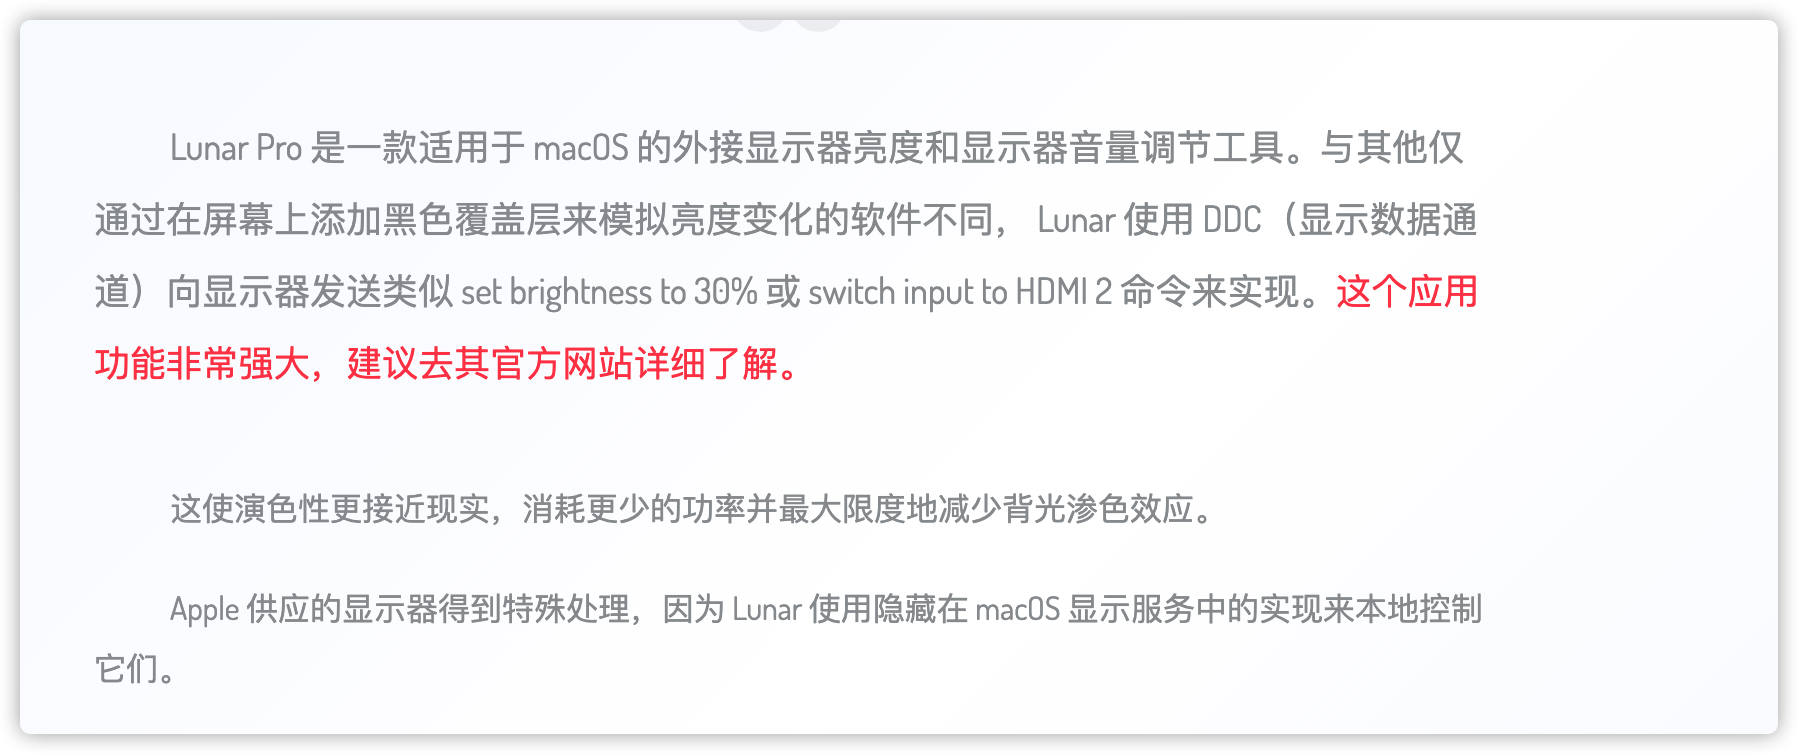 Lunar Pro 是一款适用于 macOS 的外接显示器亮度和显示器音量调节工具。与其他仅
通过在屏幕上添加黑色覆盖层来模拟亮度变化的软件不同， Lunar 使用 DDC（显示数据通
道）向显示器发送类似 set brightness to 30% 或 switch input to HDMI 2 命令来实现。这个应用
功能非常强大，建议去其官方网站详细了解。
这使演色性更接近现实，消耗更少的功率并最大限度地减少背光渗色效应。
Apple 供应的显示器得到特殊处理，因为 Lunar 使用隐藏在 macOS 显示服务中的实现来本地控制
它们。